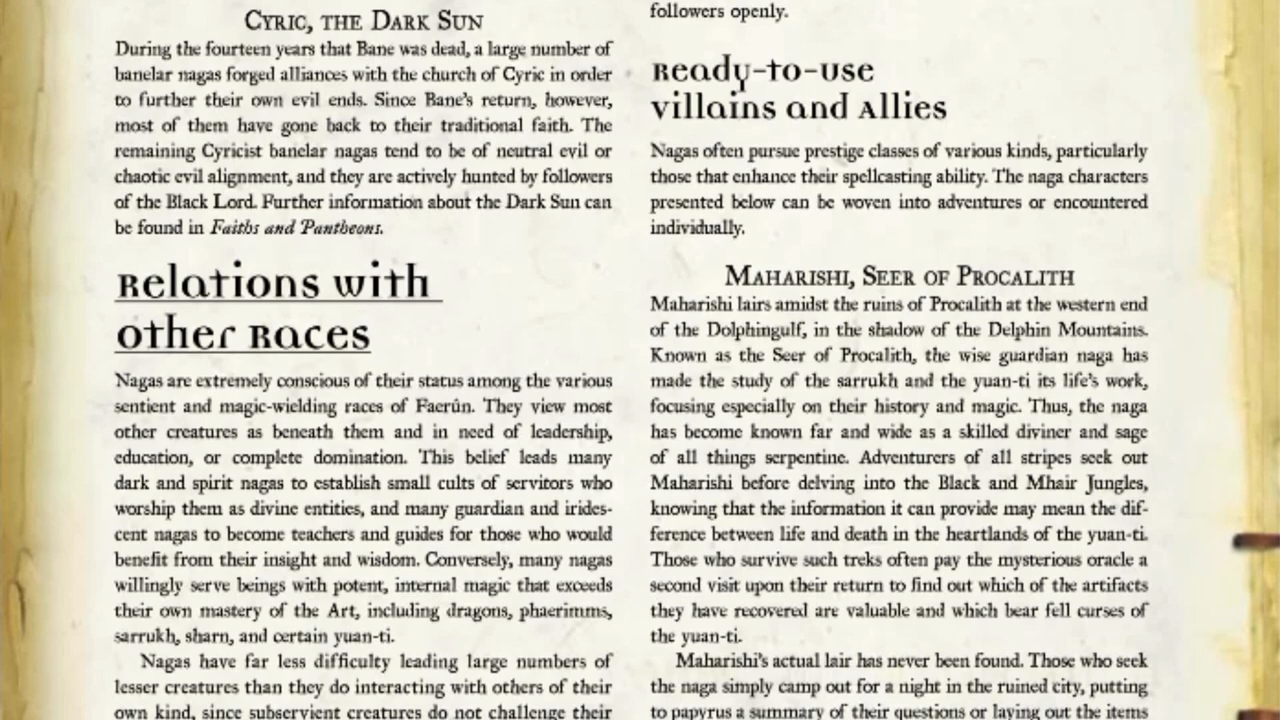 Cyric, the Dark Sun
During the fourteen years that Bane was dead, a large number of
banelar nagas forged alliances with the church of Cyric in order
to further their own evil ends. Since Bane's return, however,
most of them have gone back to their traditional faith. The
remaining Cyricist banelar nagas tend to be of neutral evil or
chaotic evil alignment, and they are actively hunted by followers
of the Black Lord. Further information about the Dark Sun can
be found in Faiths and Pantheons.
Relations with
Other Races
Nagas are extremely conscious of their status among the various
sentient and magic-wielding races of Faerûn. They view most
other creatures as beneath them and in need of leadership,
education, or complete domination. This belief leads many
dark and spirit nagas to establish small cults of servitors who
worship them as divine entities, and many guardian and irides-
cent nagas to become teachers and guides for those who would
benefit from their insight and wisdom. Conversely, many nagas
willingly serve beings with potent, internal magic that exceeds
their own mastery of the Art, including dragons, phaerimms,
sarrukh, sharn, and certain yuan-ti.
Nagas have far less difficulty leading large numbers of
lesser creatures than they do interacting with others of their
own kind, since subservient creatures do not challenge their
followers openly.
Ready-to-Use
Villains and Allies
Nagas often pursue prestige classes of various kinds, particularly
those that enhance their spellcasting ability. The naga characters
presented below can be woven into adventures or encountered
individually.
Maharishi, Seer of Procalith
Maharishi lairs amidst the ruins of Procalith at the western end
of the Dolphingulf, in the shadow of the Delphin Mountains.
Known as the Seer of Procalith, the wise guardian naga has
made the study of the sarrukh and the yuan-ti its life's work,
focusing especially on their history and magic. Thus, the naga
has become known far and wide as a skilled diviner and sage
of all things serpentine. Adventurers of all stripes seek out
Maharishi before delving into the Black and Mhair Jungles,
knowing that the information it can provide may mean the dif-
ference between life and death in the heartlands of the yuan-ti.
Those who survive such treks often pay the mysterious oracle a
second visit upon their return to find out which of the artifacts
they have recovered are valuable and which bear fell curses of
the yuan-ti.
Maharishi's actual lair has never been found. Those who seek
the naga simply camp out for a night in the ruined city, putting
to papyrus a summary of their questions or laying out the items